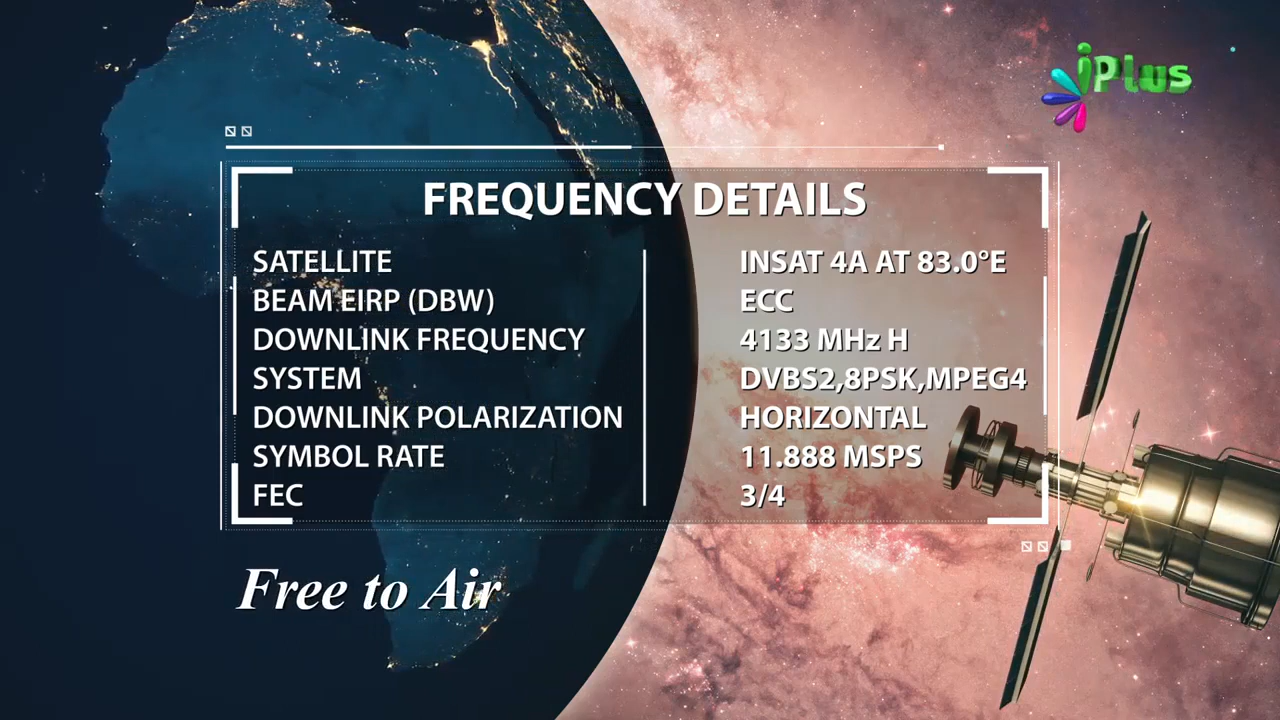 iPlus
FREQUENCY DETAILS
SATELLITE INSAT 4A AT 83.0°E
BEAM EIRP (DBW) ECC
DOWNLINK FREQUENCY 4133 MHz H
SYSTEM DVBS2,8PSK,MPEG4
DOWNLINK POLARIZATION HORIZONTAL
SYMBOL RATE 11.888 MSPS
FEC 3/4
Free to Air